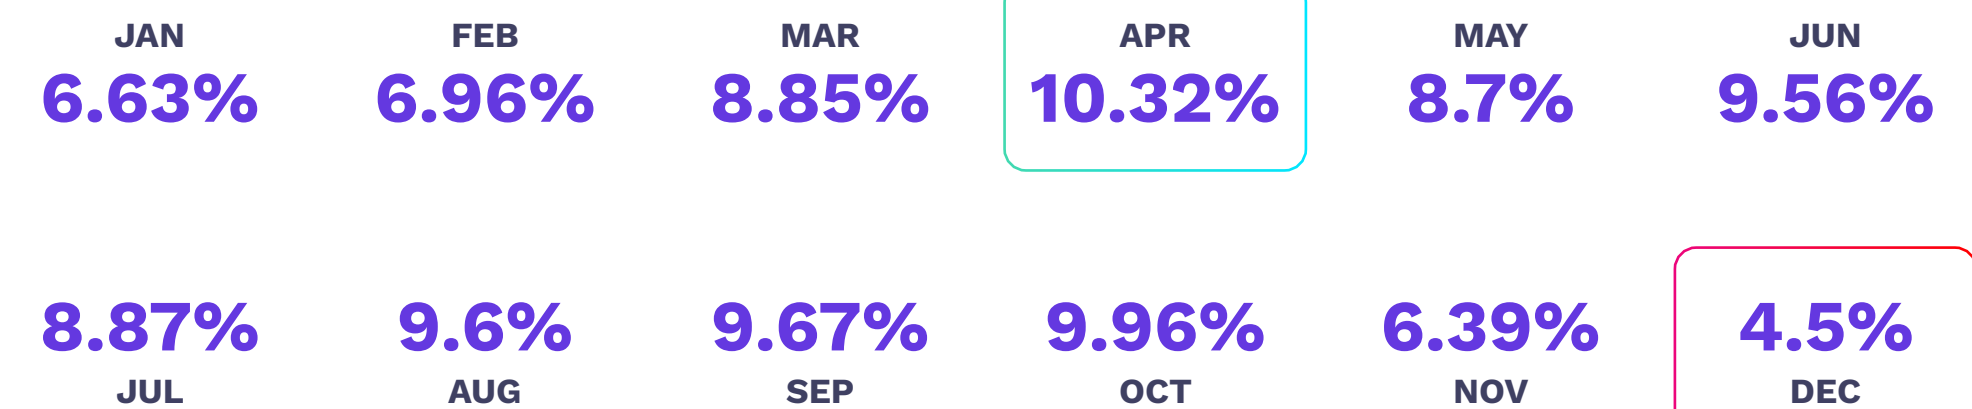 JAN FEB MAR APR MAY JUN
6.63% 6.96% 8.85% 10.32% 8.7% 9.56%
8.87% 9.6% 9.67% 9.96% 6.39% 4.5%
JUL AUG SEP OCT NOV DEC